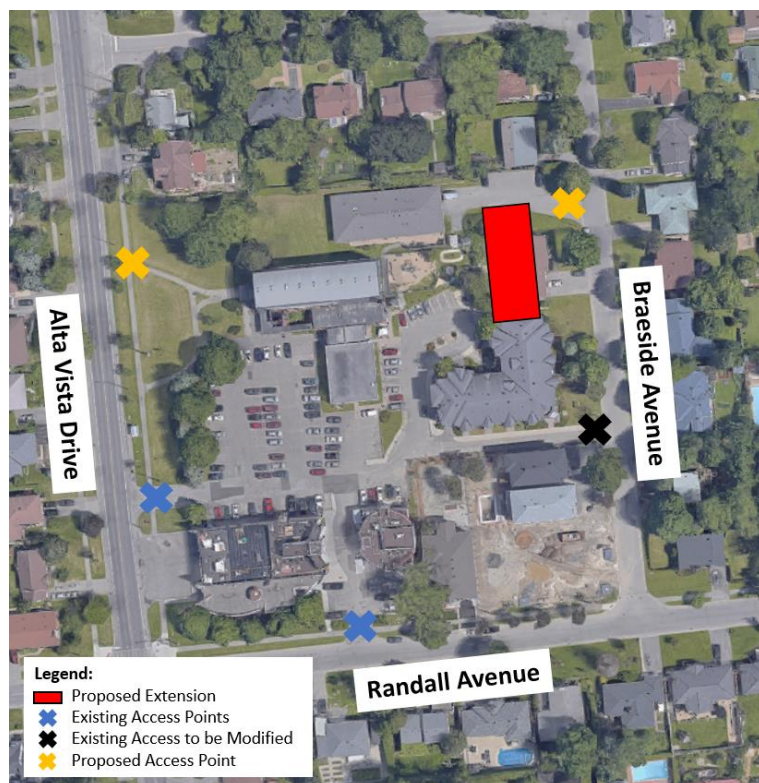 Alta Vista Drive
Braeside Avenue
Randall Avenue
Legend:
Proposed Extension
Existing Access Points
Existing Access to be Modified
Proposed Access Point